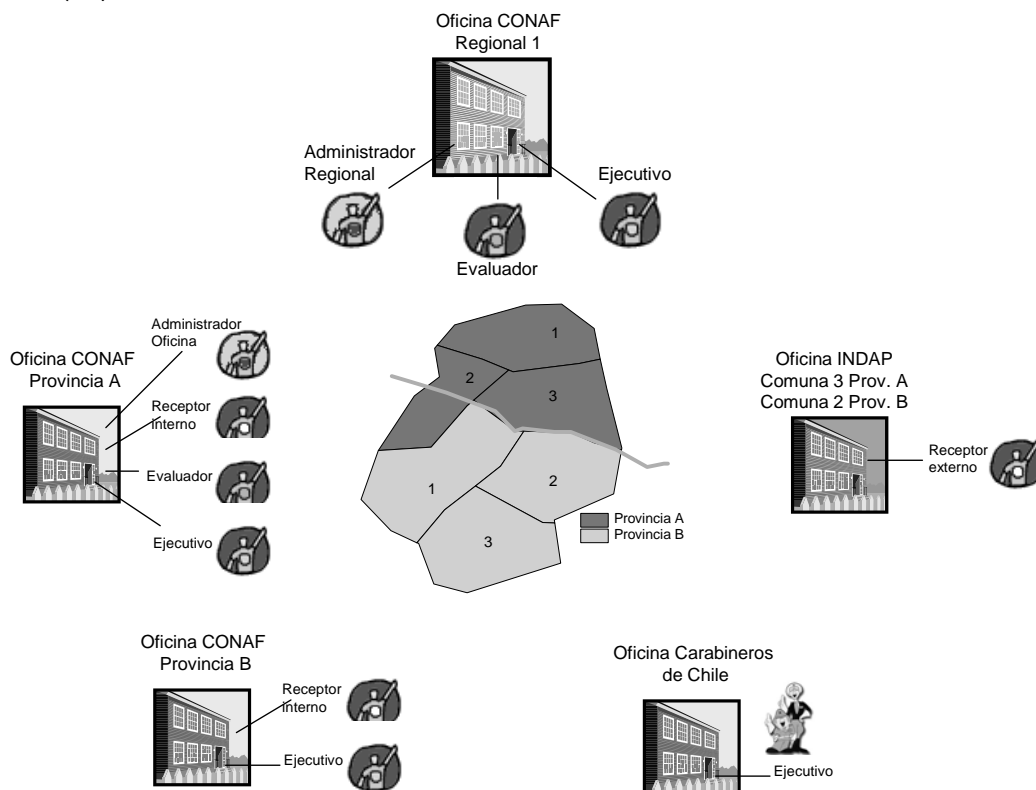 Oficina CONAF
Regional 1
Administrador
Regional
Ejecutivo
Evaluador
Administrador
Oficina
Oficina CONAF
Provincia A
Receptor
interno
Evaluador
Ejecutivo
1
2
3
1
2
3
Provincia A
Provincia B
Oficina INDAP
Comuna 3 Prov. A
Comuna 2 Prov. B
Receptor
externo
Oficina CONAF
Provincia B
Receptor
interno
Ejecutivo
Oficina Carabineros
de Chile
Ejecutivo